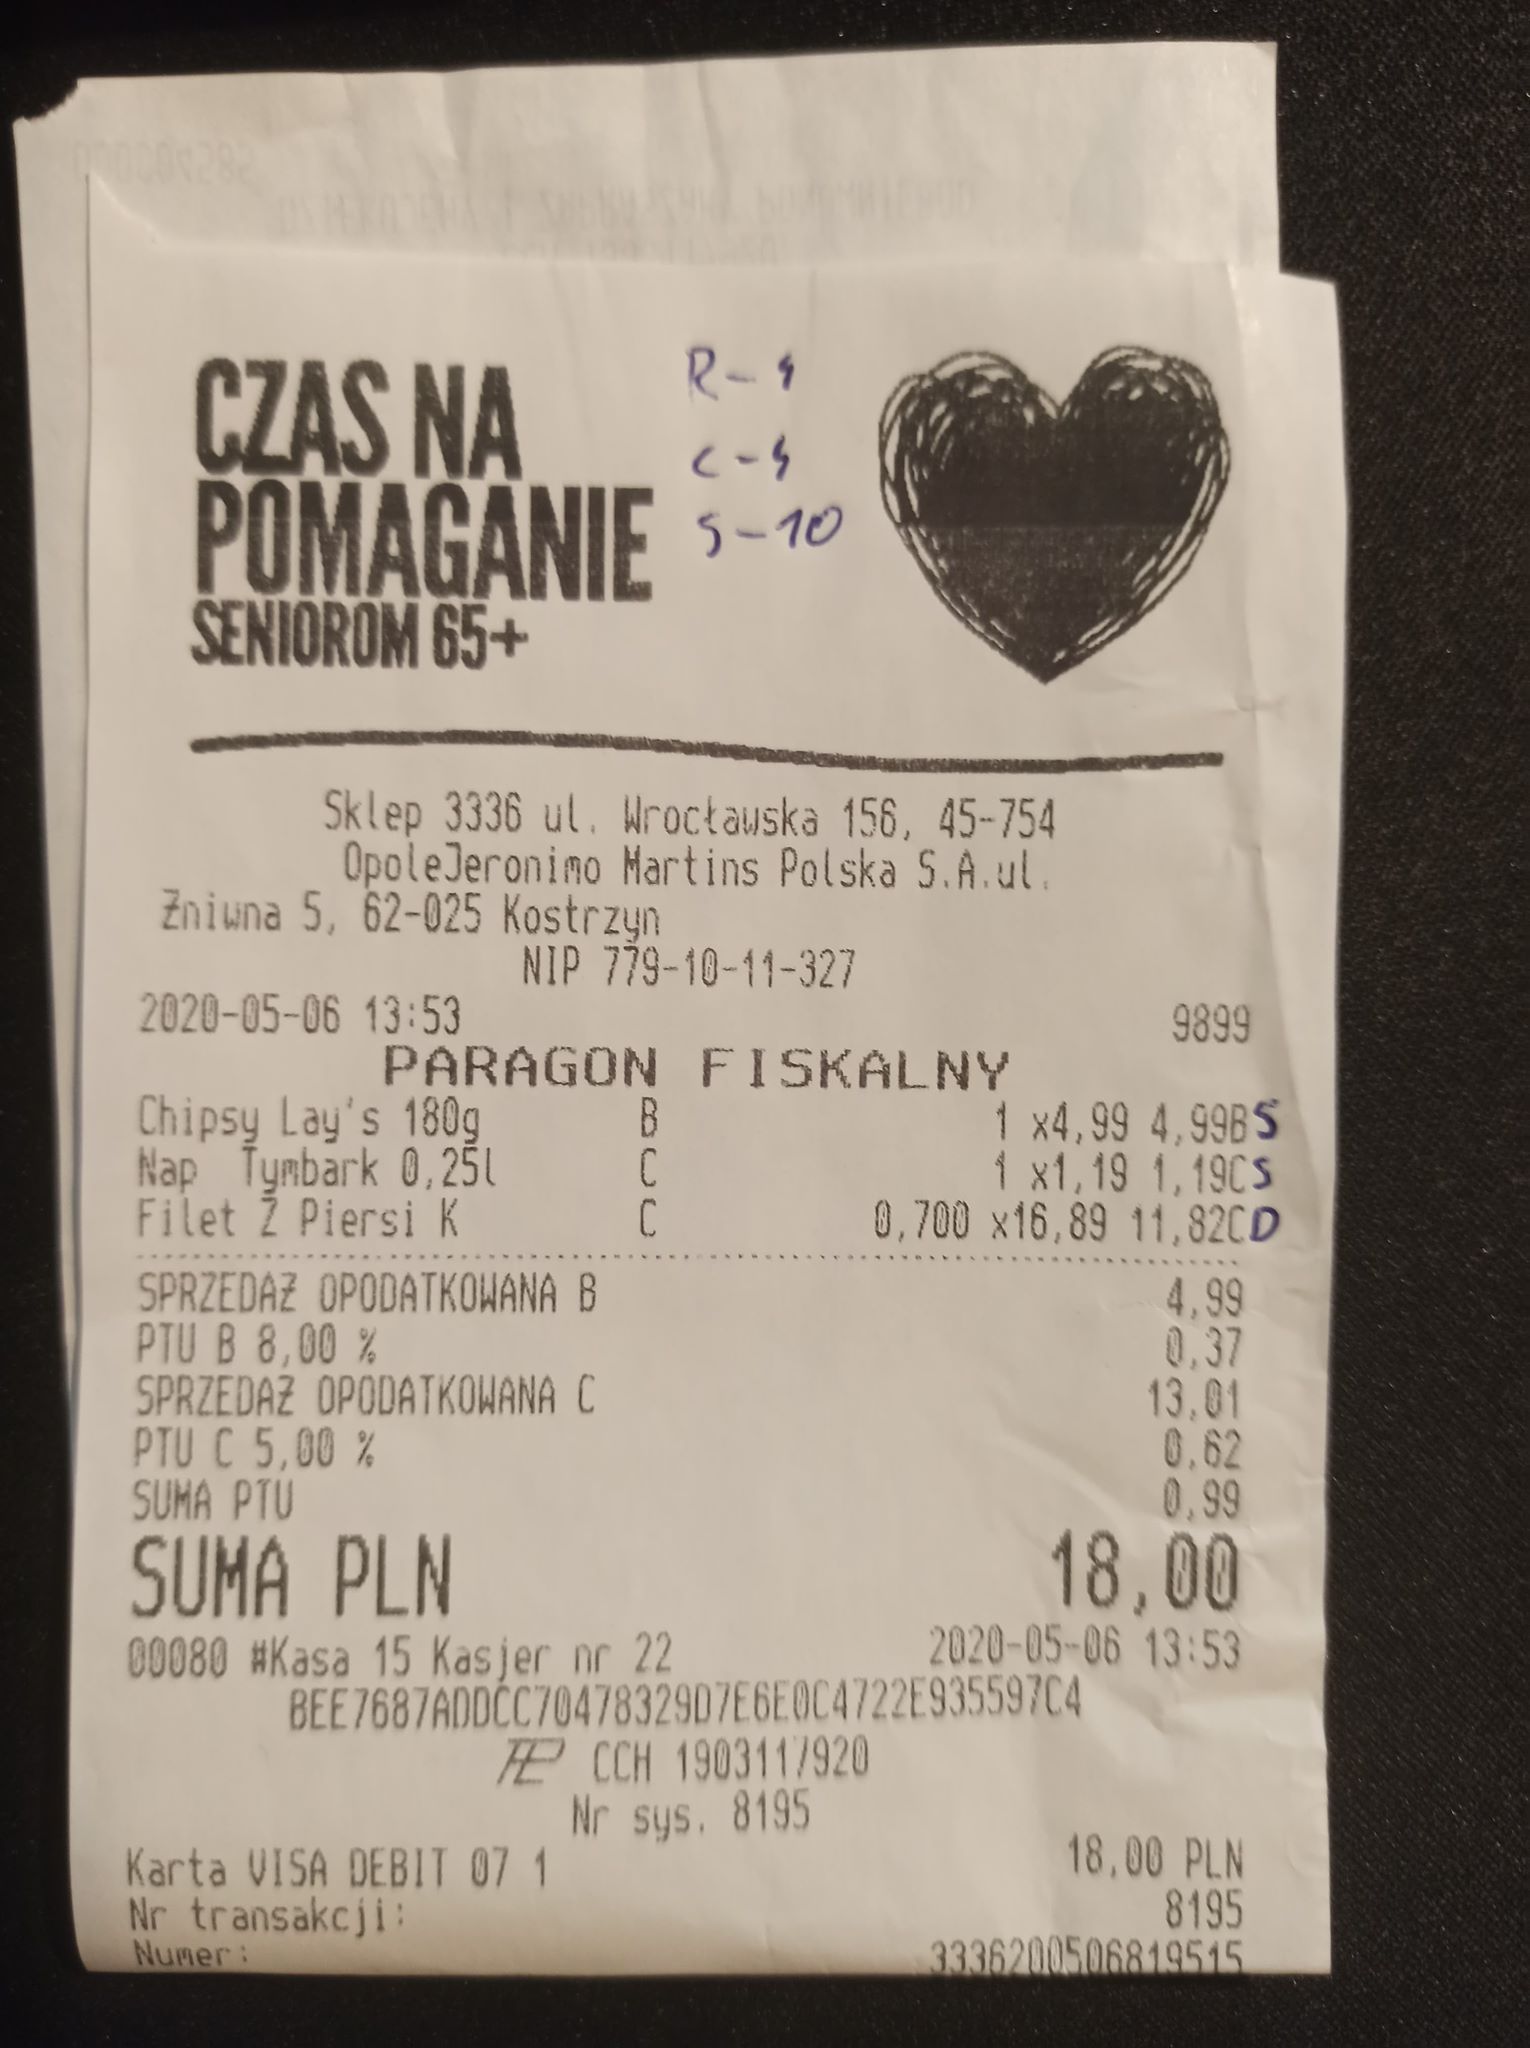 CZAS NA
POMAGANIE
SENIOROM 65+
R - 4
C - 4
S - 10
Sklep 3336 ul. Wrocławska 156, 45-754
OpoleJeronimo Martins Polska S.A.ul.
Żniwna 5, 62-025 Kostrzyn
NIP 779-10-11-327
2020-05-06 13:53 9899
PARAGON FISKALNY
Chipsy Lay's 180g B 1 x4,99 4,99B S
Nap Tymbark 0,25l C 1 x1,19 1,19C S
Filet Z Piersi K C 0,700 x16,89 11,82C D
SPRZEDAŻ OPODATKOWANA B 4,99
PTU B 8,00 % 0,37
SPRZEDAŻ OPODATKOWANA C 13,01
PTU C 5,00 % 0,62
SUMA PTU 0,99
SUMA PLN 18,00
00080 #Kasa 15 Kasjer nr 22 2020-05-06 13:53
BEE7687ADDCC70478329D7E6E0C4722E935597C4
CCH 1903117920
Nr sys. 8195
Karta VISA DEBIT 07 1 18,00 PLN
Nr transakcji: 8195
Numer: 3336200506819515